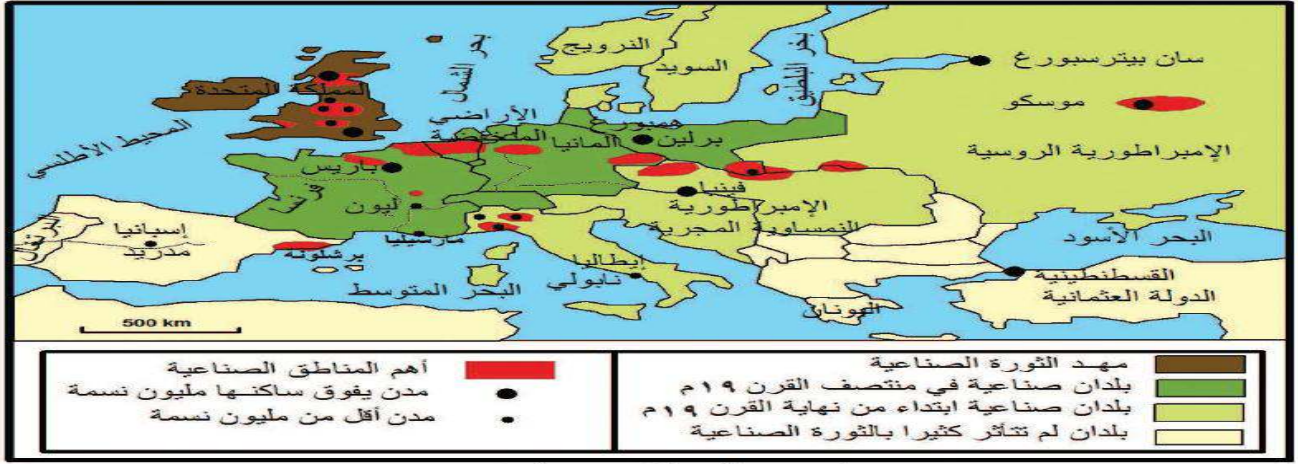 النرويج
السويد
بحر الشمال
بحر البلطيق
سان بيترسبورغ
موسكو
المملكة المتحدة
المحيط الأطلسي
الأراضي
المنخفضة
همبورغ
المانيا
برلين
الإمبراطورية الروسية
باريس
فرنسا
ليون
فيينا
الإمبراطورية
النمساوية المجرية
البرتغال
إسبانيا
مدريد
برشلونة
مارسيليا
إيطاليا
نابولي
البحر المتوسط
البحر الأسود
القسطنطينية
الدولة العثمانية
اليونان
500 km
مهد الثورة الصناعية
بلدان صناعية في منتصف القرن ١٩م
بلدان صناعية ابتداء من نهاية القرن ١٩م
بلدان لم تتأثر كثيرا بالثورة الصناعية
أهم المناطق الصناعية
مدن يفوق ساكنها مليون نسمة
مدن أقل من مليون نسمة